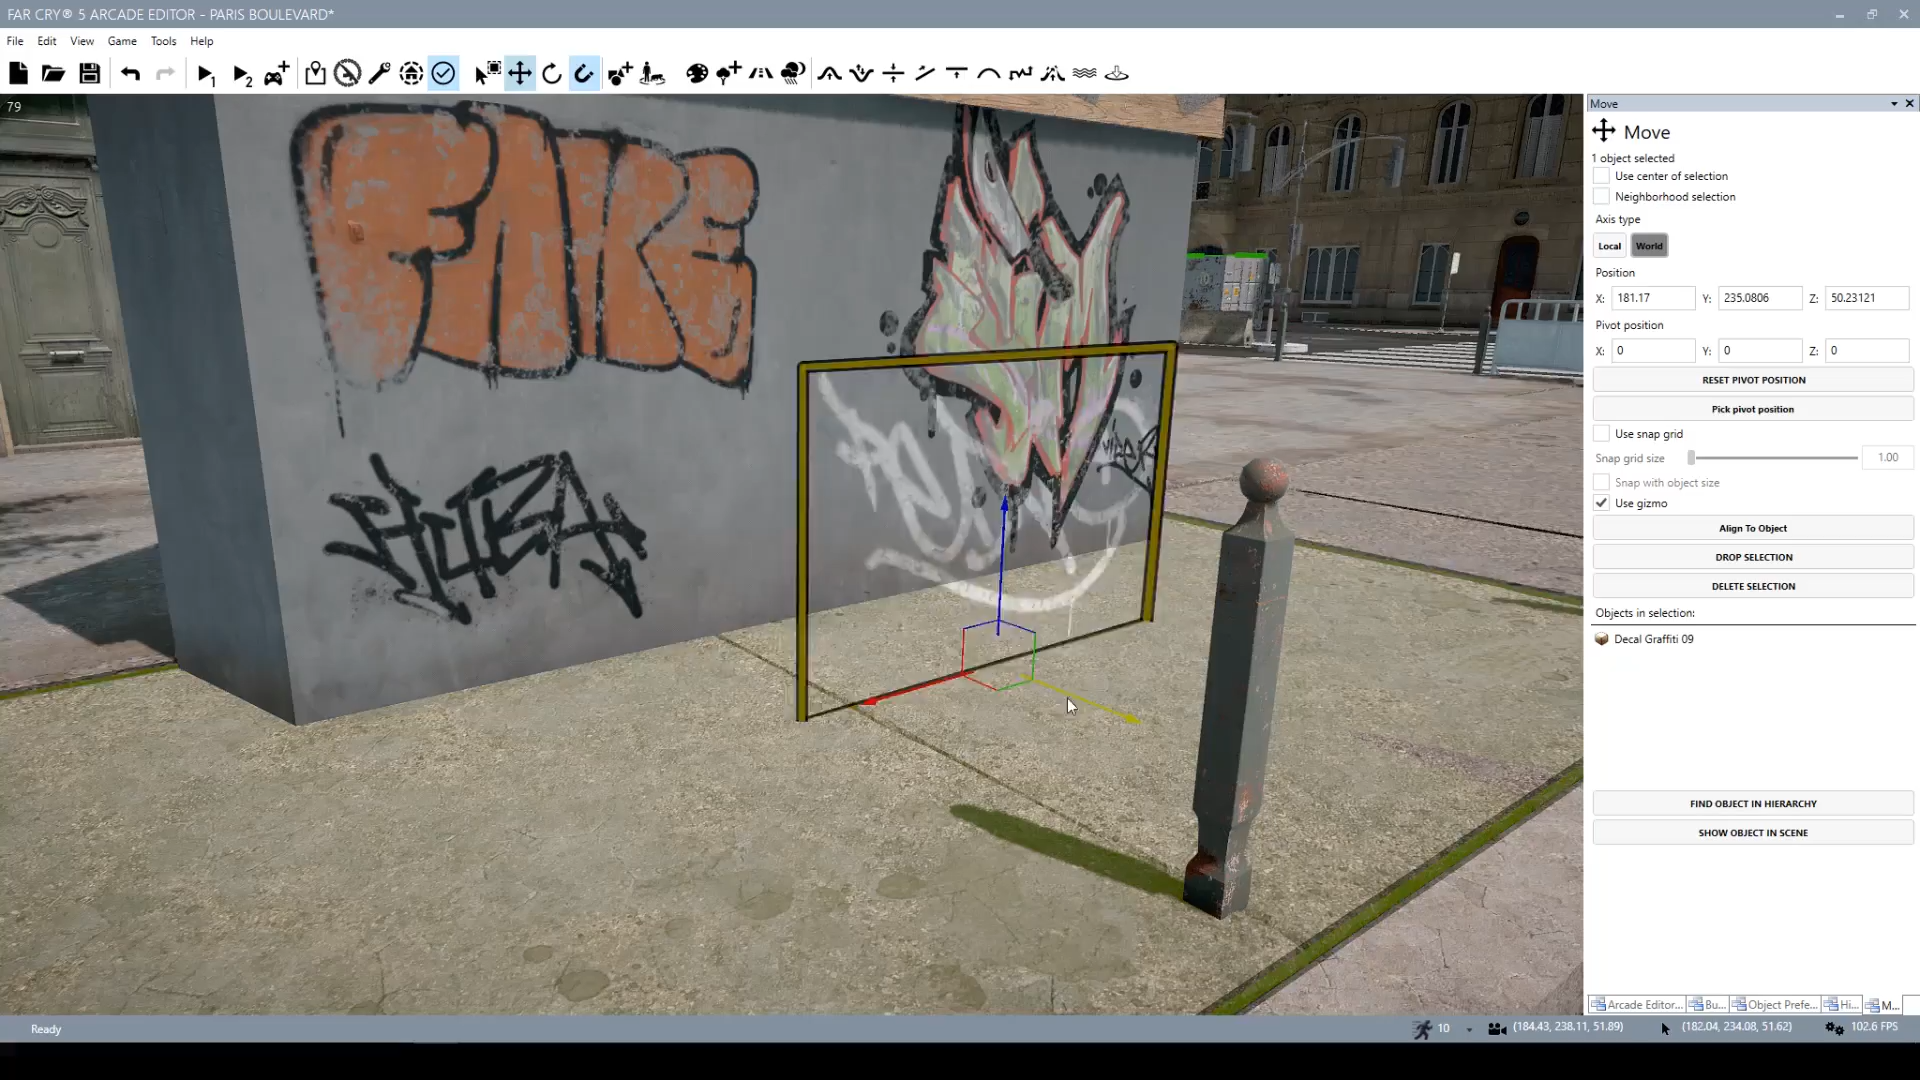 FAR CRY® 5 ARCADE EDITOR - PARIS BOULEVARD*
File Edit View Game Tools Help
79
FAKE
Move
Move
1 object selected
Use center of selection
Neighborhood selection
Axis type
Local World
Position
X: 181.17 Y: 235.0806 Z: 50.23121
Pivot position
X: 0 Y: 0 Z: 0
RESET PIVOT POSITION
Pick pivot position
Use snap grid
Snap grid size 1.00
Snap with object size
Use gizmo
Align To Object
DROP SELECTION
DELETE SELECTION
Objects in selection:
Decal Graffiti 09
FIND OBJECT IN HIERARCHY
SHOW OBJECT IN SCENE
Arcade Editor... Bu... Object Prefe... Hi... M...
Ready 10 (184.43, 238.11, 51.89) (182.04, 234.08, 51.62) 102.6 FPS